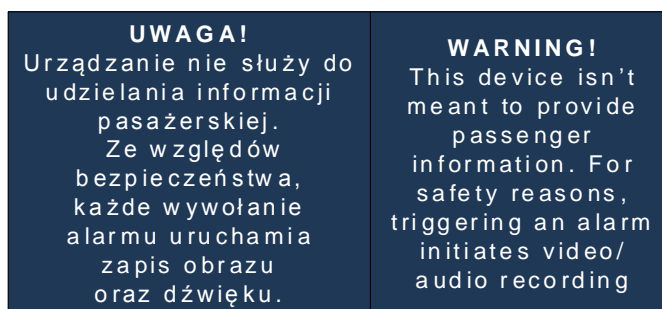 UWAGA!
Urządzanie nie służy do
udzielania informacji
pasażerskiej.
Ze względów
bezpieczeństwa,
każde wywołanie
alarmu uruchamia
zapis obrazu
oraz dźwięku.
WARNING!
This device isn't
meant to provide
passenger
information. For
safety reasons,
triggering an alarm
initiates video/
audio recording